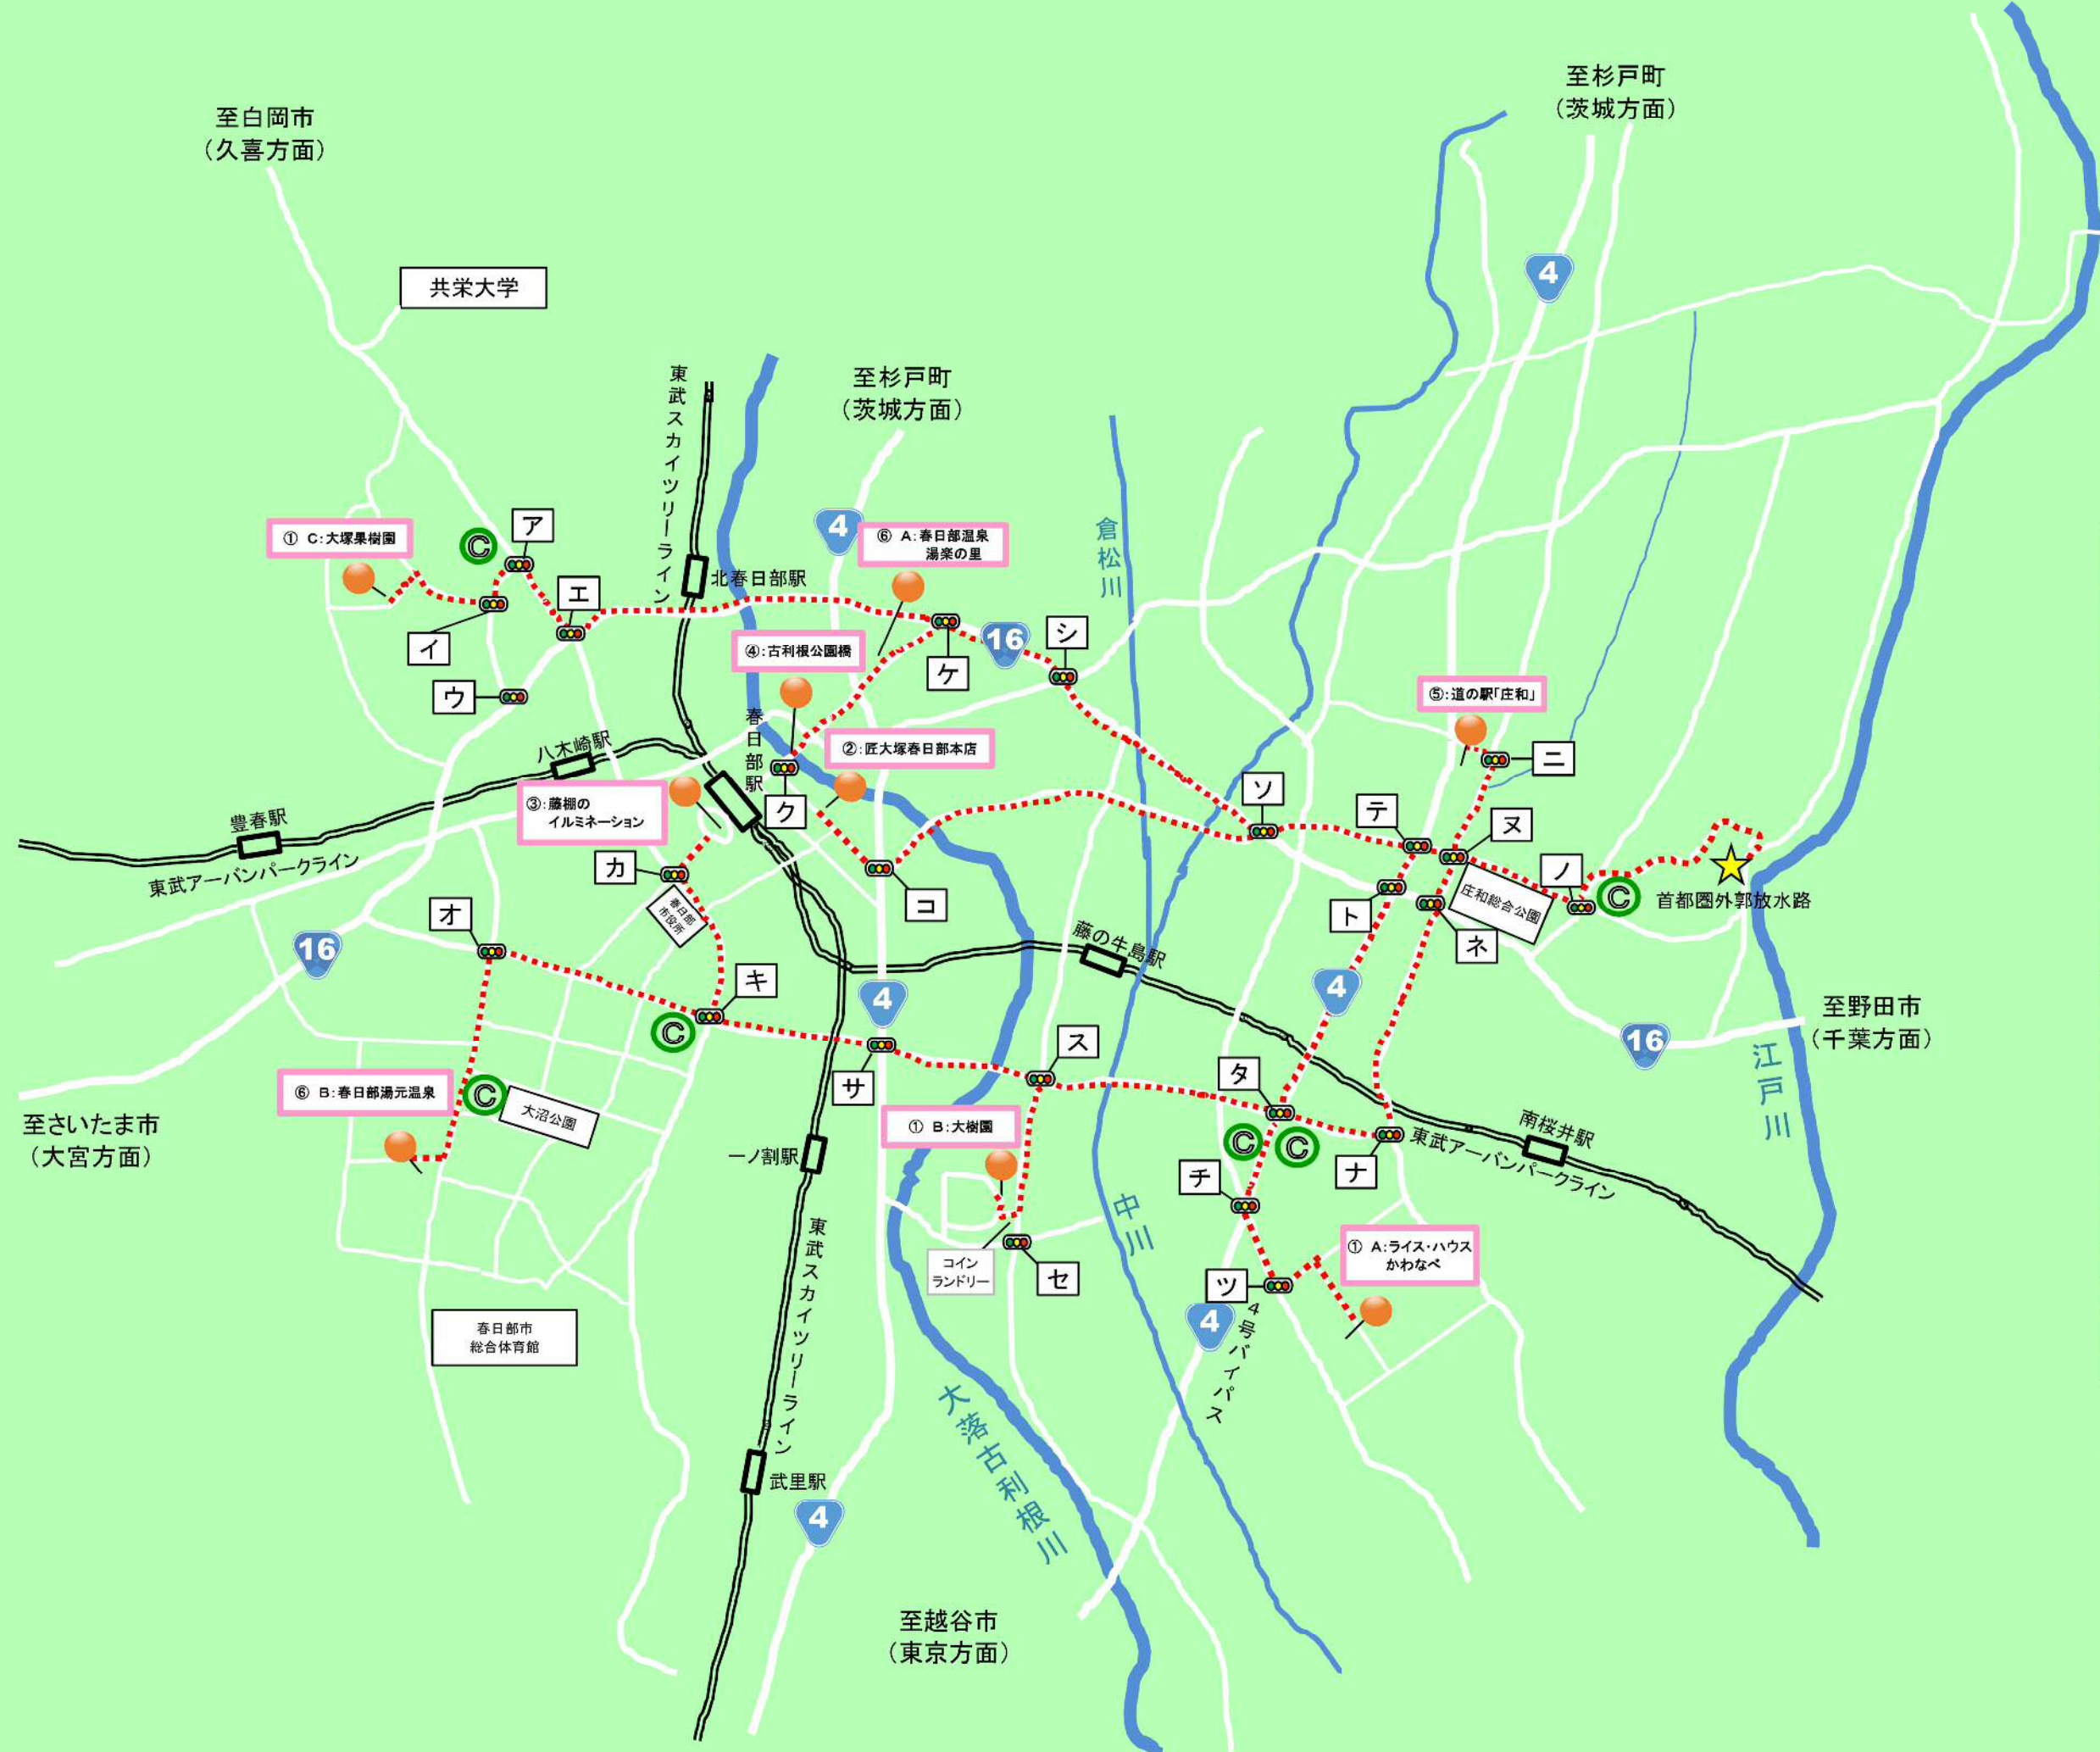 至杉戸町
（茨城方面）
至白岡市
（久喜方面）
4
共栄大学
東武スカイツリーライン
至杉戸町
（茨城方面）
① C：大塚果樹園
C
ア
4
⑥ A：春日部温泉
湯楽の里
倉松川
北春日部駅
エ
イ
④：古利根公園橋
16
シ
ケ
ウ
⑤：道の駅「庄和」
春日部駅
八木崎駅
②：匠大塚春日部本店
ニ
③：藤棚の
イルミネーション
ク
ソ
テ
ヌ
豊春駅
東武アーバンパークライン
カ
ノ
C
首都圏外郭放水路
庄和総合公園
コ
春日部
市役所
オ
ト
ネ
16
藤の牛島駅
キ
4
4
至野田市
（千葉方面）
C
ス
16
江戸川
サ
タ
⑥ B：春日部湯元温泉
C
大沼公園
至さいたま市
（大宮方面）
① B：大樹園
C
C
南桜井駅
東武アーバンパークライン
一ノ割駅
チ
ナ
中川
東武スカイツリーライン
① A：ライス・ハウス
かわなべ
コイン
ランドリー
セ
ツ
4
4号バイパス
春日部市
総合体育館
大落古利根川
武里駅
4
至越谷市
（東京方面）